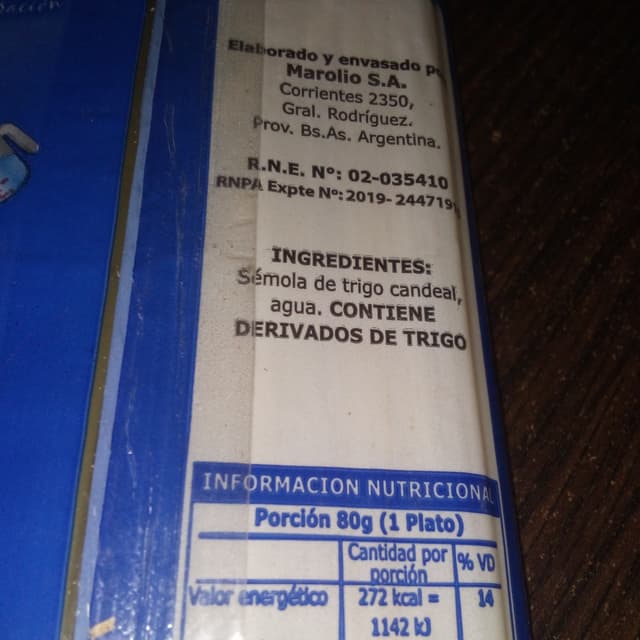 Elaborado y envasado
Marolio S.A.
Corrientes 2350,
Gral. Rodríguez.
Prov. Bs.As. Argentina.
R.N.E. Nº: 02-035410
RNPA Expte Nº: 2019- 244719
INGREDIENTES:
Sémola de trigo candeal,
agua. CONTIENE
DERIVADOS DE TRIGO
INFORMACION NUTRICIONAL
Porción 80g (1 Plato)
Cantidad por
porción
% VD
Valor energético 272 kcal = 14
1142 kJ